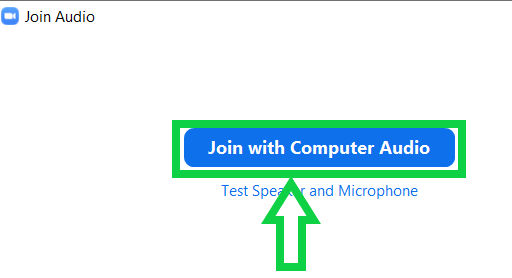 Join Audio
Join with Computer Audio
Test Speaker and Microphone